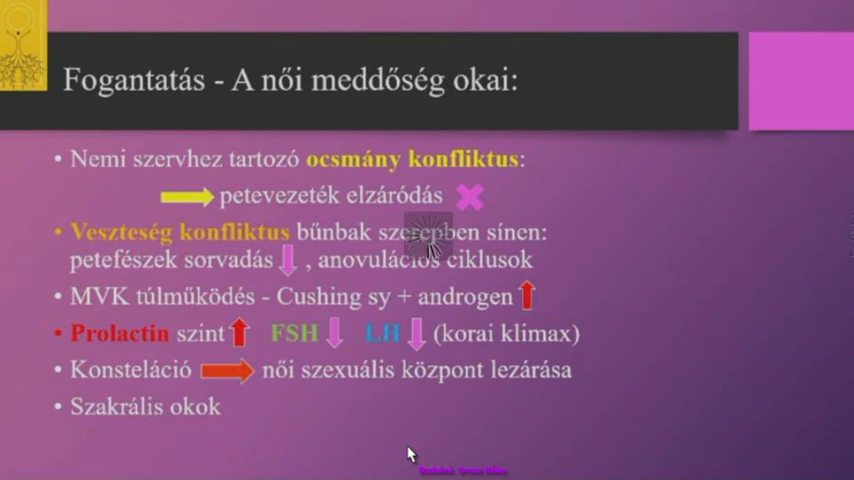 Fogantatás - A női meddőség okai:
• Nemi szervhez tartozó ocsmány konfliktus:
petevezeték elzáródás
• Veszteség konfliktus bűnbak szerepben sínen:
petefészek sorvadás , anovulációs ciklusok
• MVK túlműködés - Cushing sy + androgen
• Prolactin szint FSH LH (korai klimax)
• Konsteláció női szexuális központ lezárása
• Szakrális okok